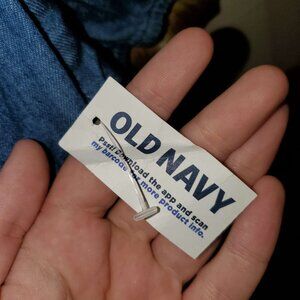 OLD NAVY
Psst! Download the app and scan
my barcode for more product info.